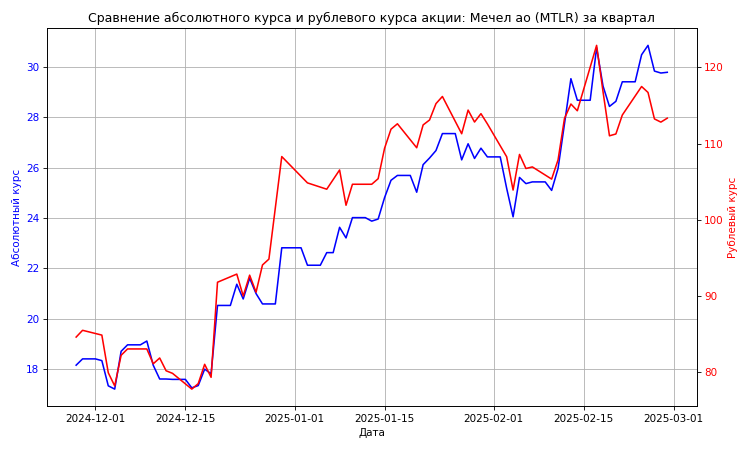 Сравнение абсолютного курса и рублевого курса акции: Мечел ао (MTLR) за квартал
Абсолютный курс
30
28
26
24
22
20
18
120
110
100
90
80
Рублевый курс
2024-12-01 2024-12-15 2025-01-01 2025-01-15 2025-02-01 2025-02-15 2025-03-01
Дата